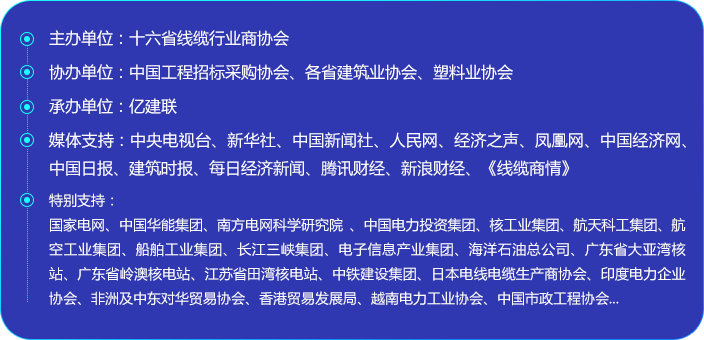 主办单位：十六省线缆行业商协会
协办单位：中国工程招标采购协会、各省建筑业协会、塑料业协会
承办单位：亿建联
媒体支持：中央电视台、新华社、中国新闻社、人民网、经济之声、凤凰网、中国经济网、
中国日报、建筑时报、每日经济新闻、腾讯财经、新浪财经、《线缆商情》
特别支持：
国家电网、中国华能集团、南方电网科学研究院 、中国电力投资集团、核工业集团、航天科工集团、航
空工业集团、船舶工业集团、长江三峡集团、电子信息产业集团、海洋石油总公司、广东省大亚湾核
站、广东省岭澳核电站、江苏省田湾核电站、中铁建设集团、日本电线电缆生产商协会、印度电力企业
协会、非洲及中东对华贸易协会、香港贸易发展局、越南电力工业协会、中国市政工程协会...